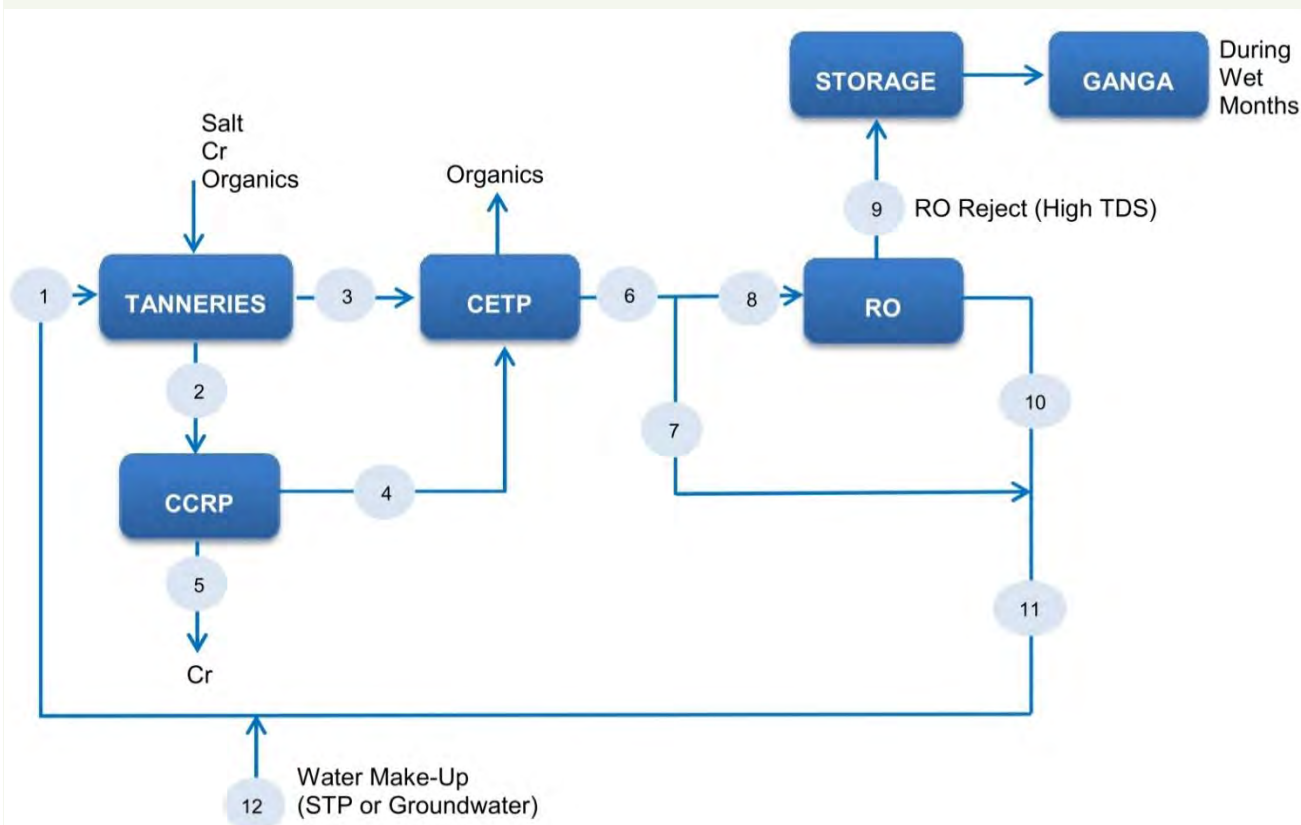 STORAGE
GANGA
During
Wet
Months
Salt
Cr
Organics
Organics
9
RO Reject (High TDS)
1
TANNERIES
3
CETP
6
8
RO
2
7
10
CCRP
4
5
11
Cr
12
Water Make-Up
(STP or Groundwater)